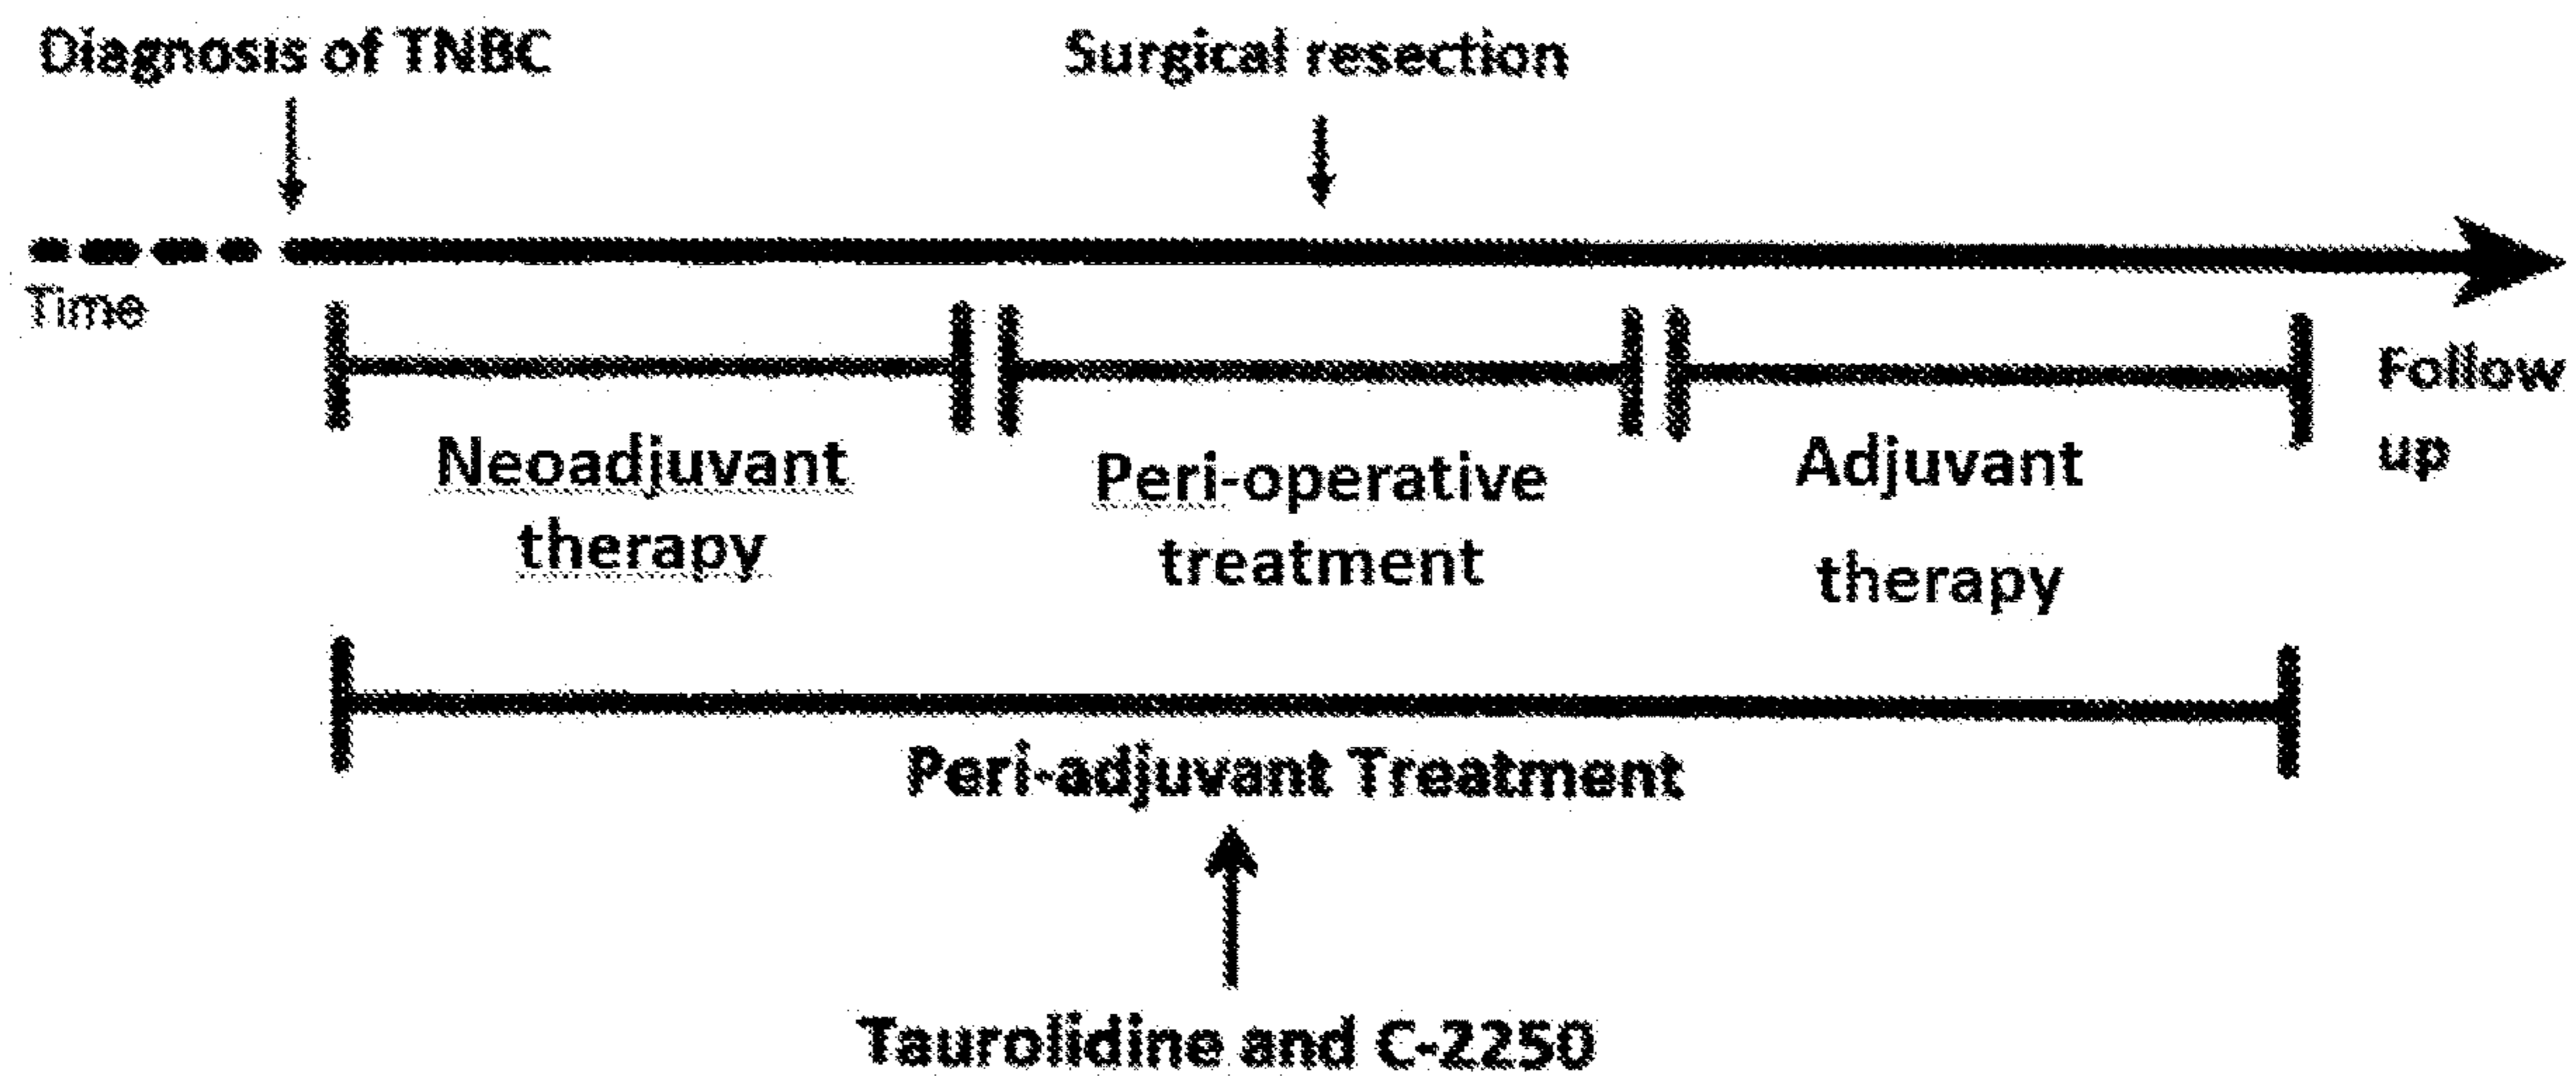 Diagnosis of TNBC
Surgical resection
Time
Follow
up
Neoadjuvant
therapy
Peri-operative
treatment
Adjuvant
therapy
Peri-adjuvant Treatment
Taurolidine and C-2250